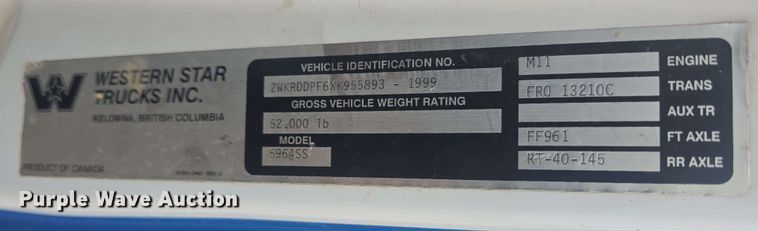 WESTERN STAR
TRUCKS INC.
KELOWNA, BRITISH COLUMBIA
PRODUCT OF CANADA
VEHICLE IDENTIFICATION NO.
2WKRDDPF6XK955893 - 1999
GROSS VEHICLE WEIGHT RATING
52,000 lb
MODEL
5964SS
M11 ENGINE
FRO 13210C TRANS
AUX TR
FF961 FT AXLE
RT-40-145 RR AXLE
Purple Wave Auction